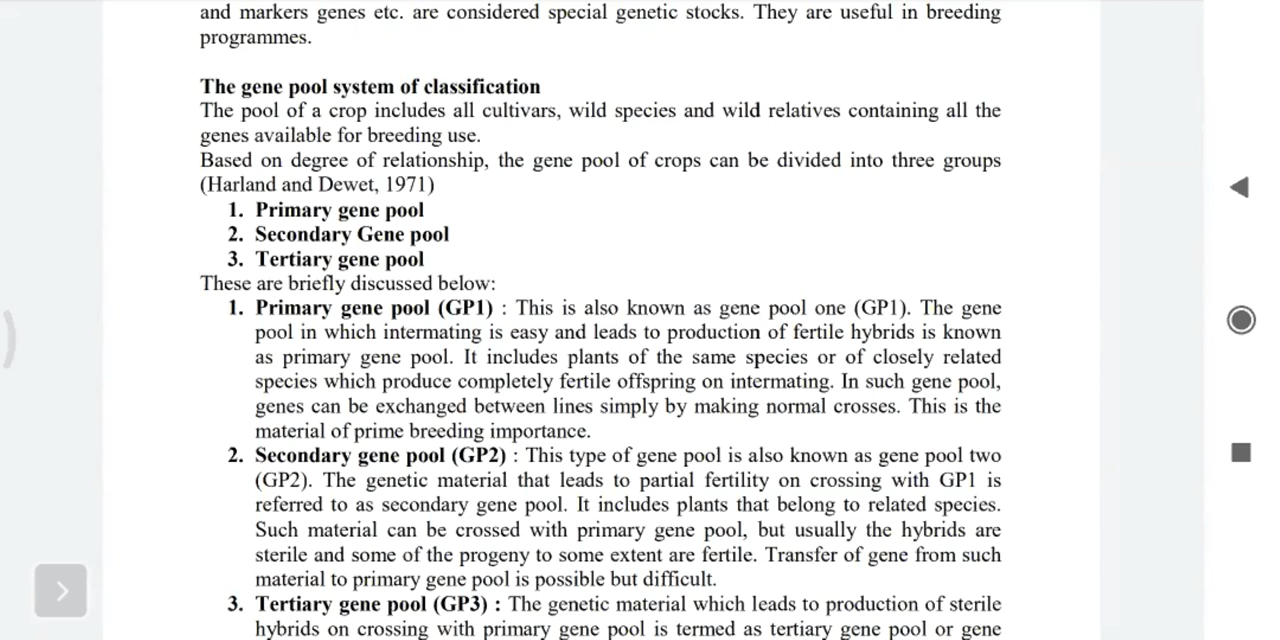 and markers genes etc. are considered special genetic stocks. They are useful in breeding
programmes.
The gene pool system of classification
The pool of a crop includes all cultivars, wild species and wild relatives containing all the
genes available for breeding use.
Based on degree of relationship, the gene pool of crops can be divided into three groups
(Harland and Dewet, 1971)
1. Primary gene pool
2. Secondary Gene pool
3. Tertiary gene pool
These are briefly discussed below:
1. Primary gene pool (GP1) : This is also known as gene pool one (GP1). The gene
pool in which intermating is easy and leads to production of fertile hybrids is known
as primary gene pool. It includes plants of the same species or of closely related
species which produce completely fertile offspring on intermating. In such gene pool,
genes can be exchanged between lines simply by making normal crosses. This is the
material of prime breeding importance.
2. Secondary gene pool (GP2) : This type of gene pool is also known as gene pool two
(GP2). The genetic material that leads to partial fertility on crossing with GP1 is
referred to as secondary gene pool. It includes plants that belong to related species.
Such material can be crossed with primary gene pool, but usually the hybrids are
sterile and some of the progeny to some extent are fertile. Transfer of gene from such
material to primary gene pool is possible but difficult.
3. Tertiary gene pool (GP3) : The genetic material which leads to production of sterile
hybrids on crossing with primary gene pool is termed as tertiary gene pool or gene